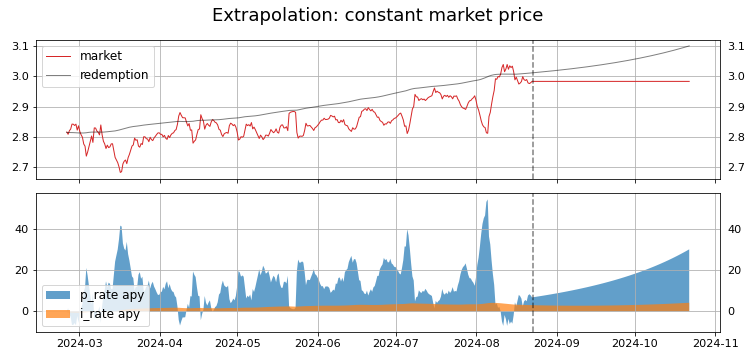 Extrapolation: constant market price
3.1 3.1
3.0 3.0
2.9 2.9
2.8 2.8
2.7 2.7
market
redemption
40 40
20 20
0 0
p_rate apy
i_rate apy
2024-03 2024-04 2024-05 2024-06 2024-07 2024-08 2024-09 2024-10 2024-11